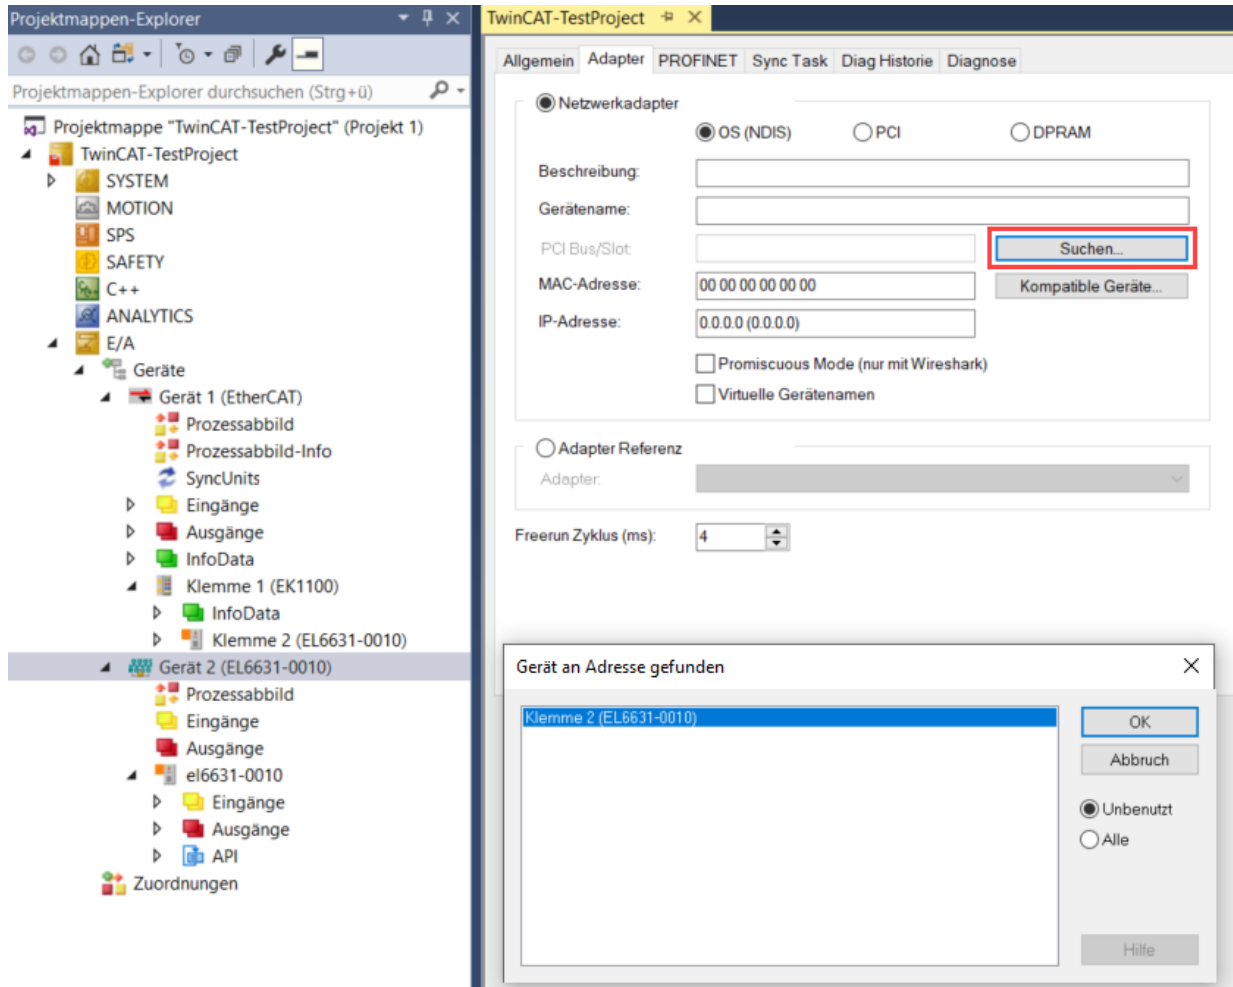 Projektmappen-Explorer
Projektmappen-Explorer durchsuchen (Strg+ü)
Projektmappe "TwinCAT-TestProject" (Projekt 1)
TwinCAT-TestProject
SYSTEM
MOTION
SPS
SAFETY
C++
ANALYTICS
E/A
Geräte
Gerät 1 (EtherCAT)
Prozessabbild
Prozessabbild-Info
SyncUnits
Eingänge
Ausgänge
InfoData
Klemme 1 (EK1100)
InfoData
Klemme 2 (EL6631-0010)
Gerät 2 (EL6631-0010)
Prozessabbild
Eingänge
Ausgänge
el6631-0010
Eingänge
Ausgänge
API
Zuordnungen
TwinCAT-TestProject
Allgemein Adapter PROFINET Sync Task Diag Historie Diagnose
Netzwerkadapter
OS (NDIS) PCI DPRAM
Beschreibung:
Gerätename:
PCI Bus/Slot: Suchen...
MAC-Adresse: 00 00 00 00 00 00 Kompatible Geräte...
IP-Adresse: 0.0.0.0 (0.0.0.0)
Promiscuous Mode (nur mit Wireshark)
Virtuelle Gerätenamen
Adapter Referenz
Adapter:
Freerun Zyklus (ms): 4
Gerät an Adresse gefunden
Klemme 2 (EL6631-0010)
OK
Abbruch
Unbenutzt
Alle
Hilfe